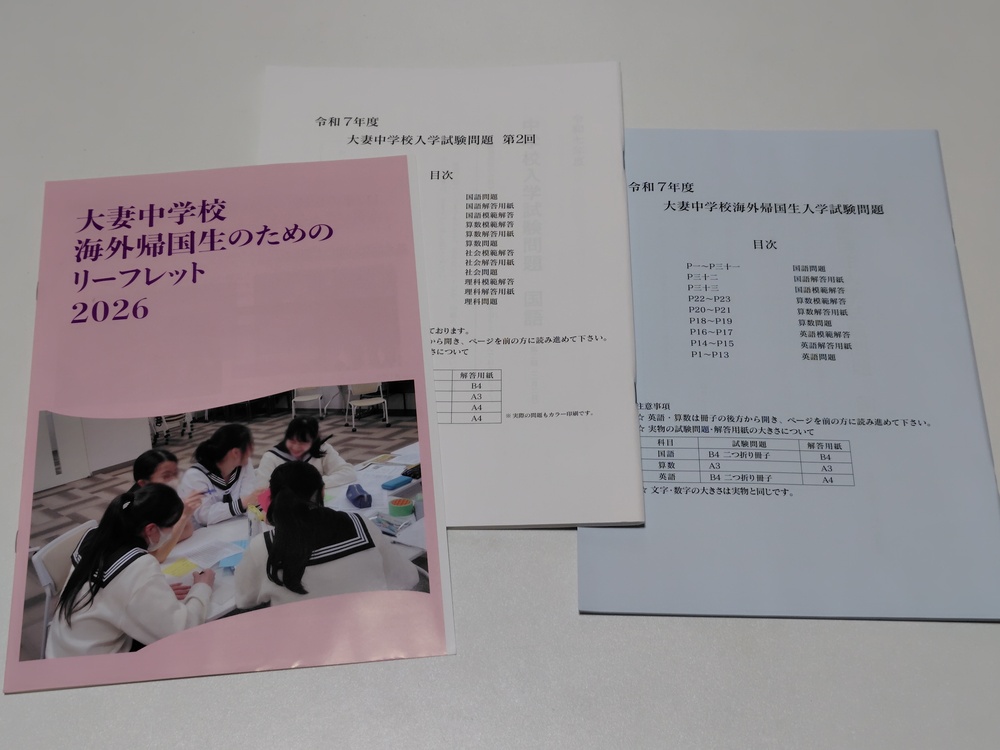 大妻中学校
海外帰国生のための
リーフレット
2026
令和7年度
大妻中学校入学試験問題 第2回
目次
国語問題
国語解答用紙
国語模範解答
算数模範解答
算数解答用紙
算数問題
社会模範解答
社会解答用紙
社会問題
理科模範解答
理科解答用紙
理科問題
ております。
から開き、ページを前の方に読み進めて下さい。
さについて
解答用紙
B4
A3
A4
A4
※ 実際の問題もカラー印刷です。
令和7年度
大妻中学校海外帰国生入学試験問題
目次
P一～P三十一 国語問題
P三十二 国語解答用紙
P三十三 国語模範解答
P22～P23 算数模範解答
P20～P21 算数解答用紙
P18～P19 算数問題
P16～P17 英語模範解答
P14～P15 英語解答用紙
P1～P13 英語問題
注意事項
☆ 英語・算数は冊子の後方から開き、ページを前の方に読み進めて下さい。
☆ 実物の試験問題・解答用紙の大きさについて
科目 試験問題 解答用紙
国語 B4 二つ折り冊子 B4
算数 A3 A3
英語 B4 二つ折り冊子 A4
☆ 文字・数字の大きさは実物と同じです。